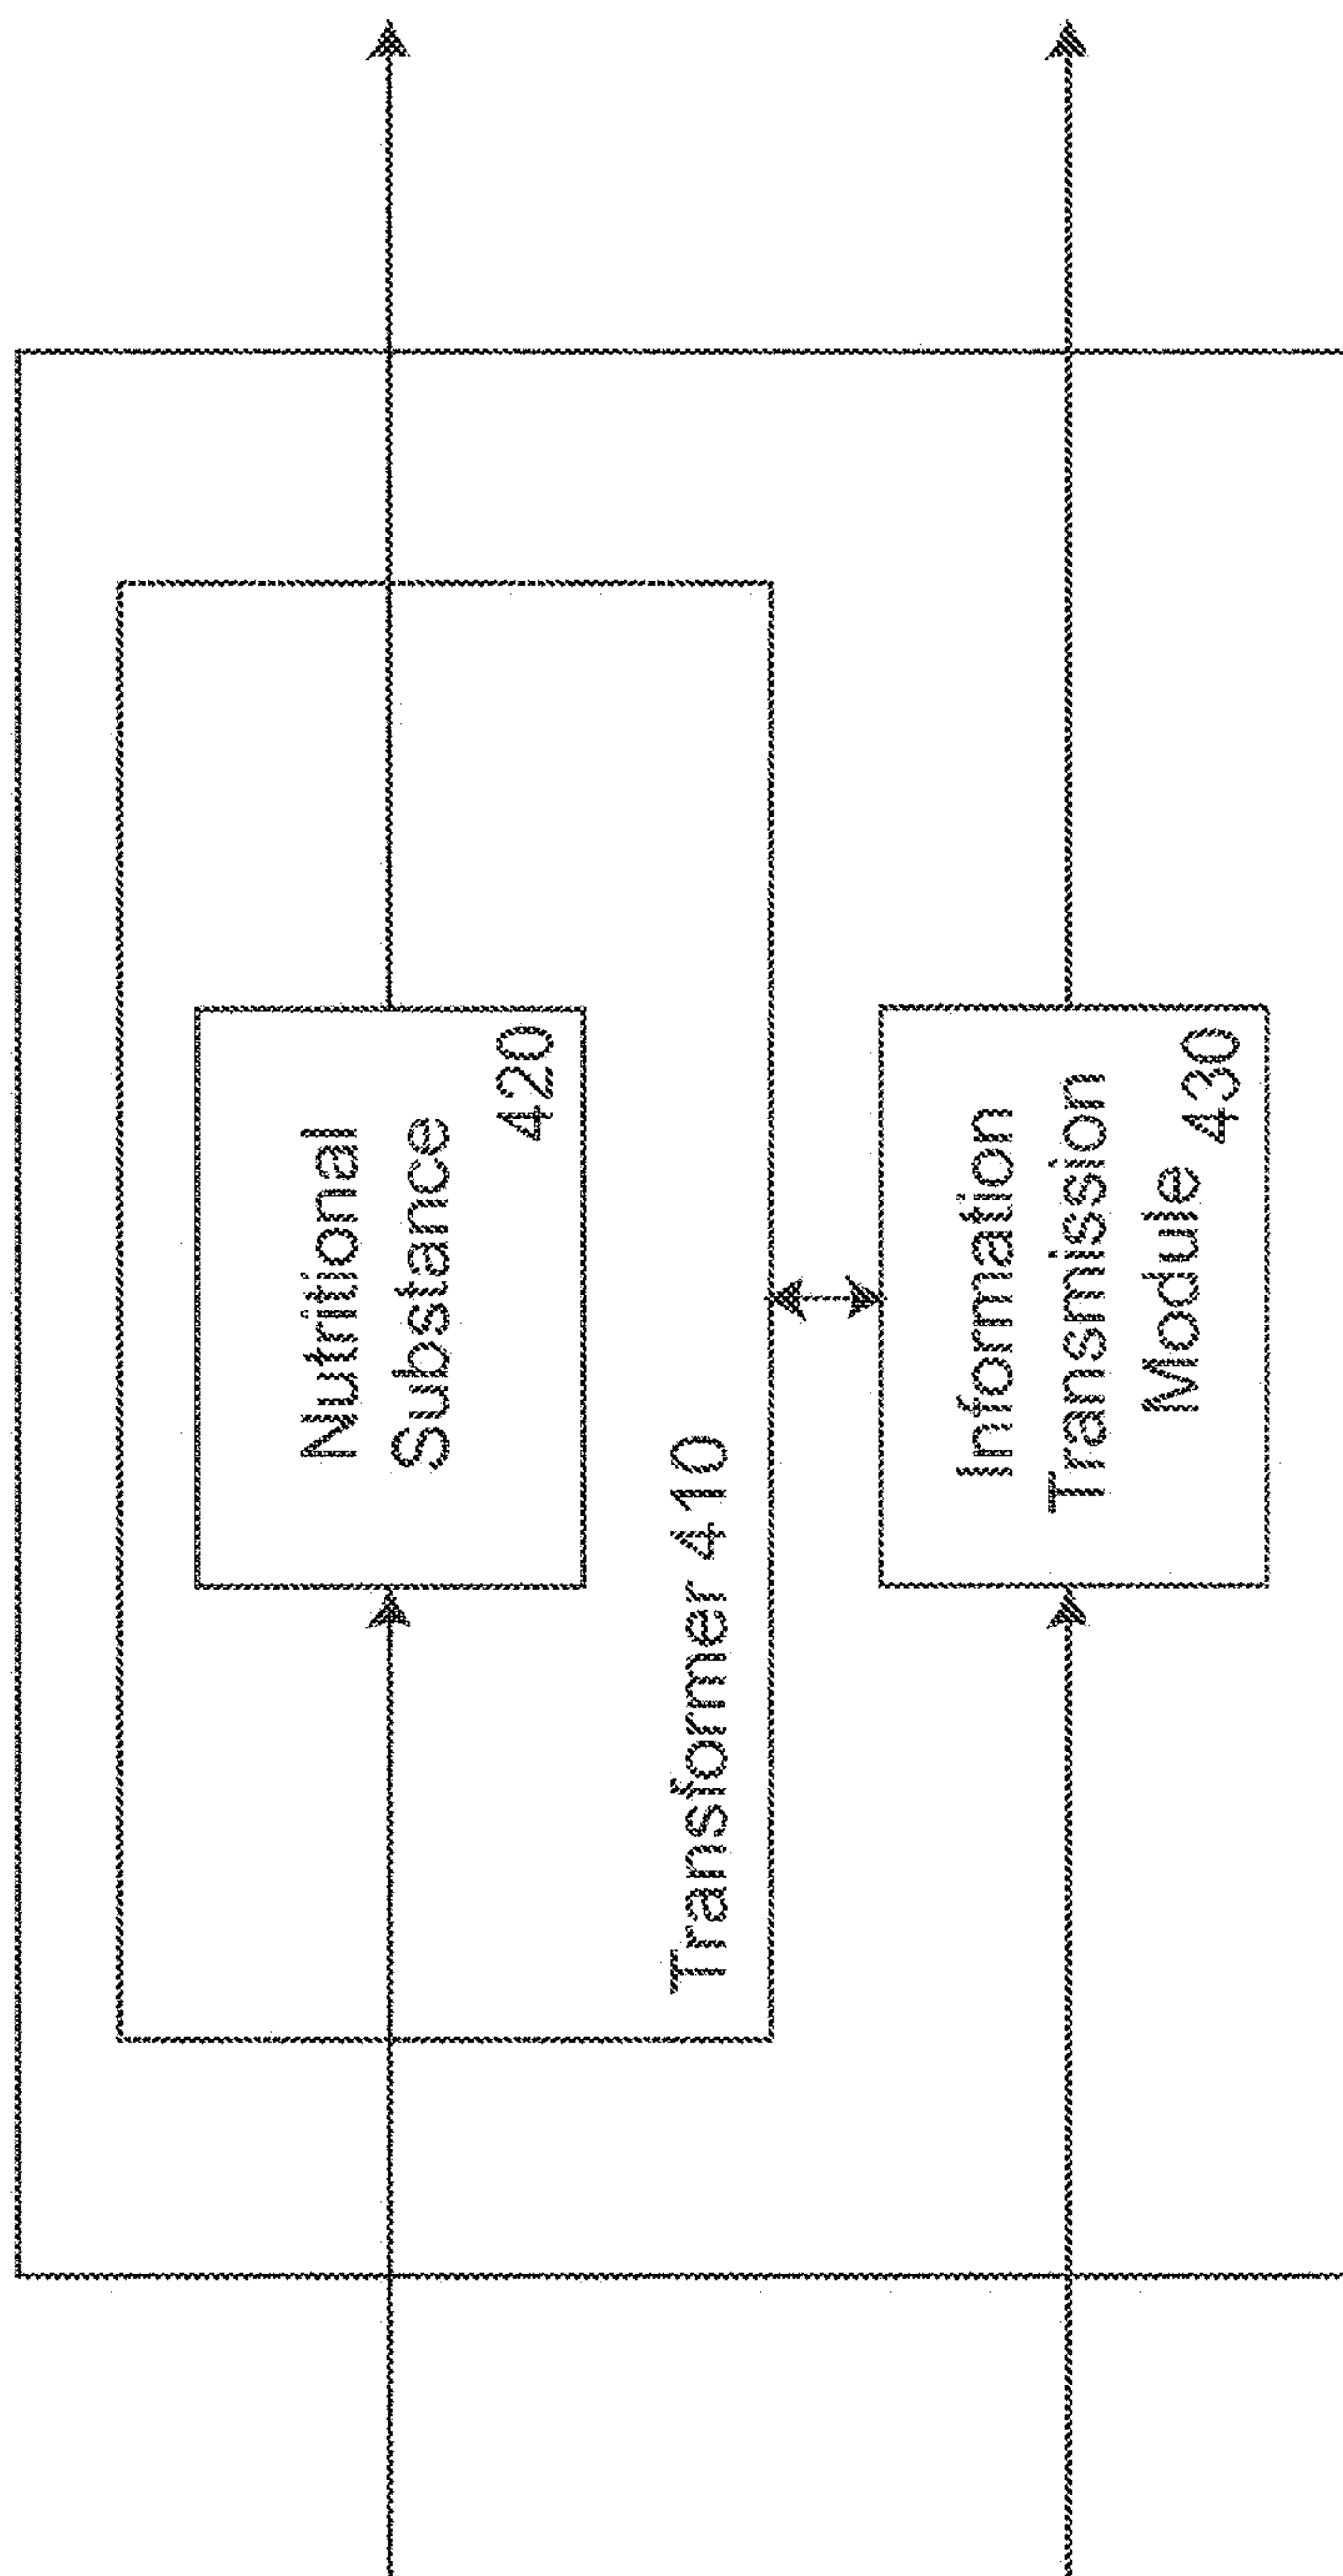 Nutritional
Substance
420
Transformer 410
Information
Transmission
Module 430